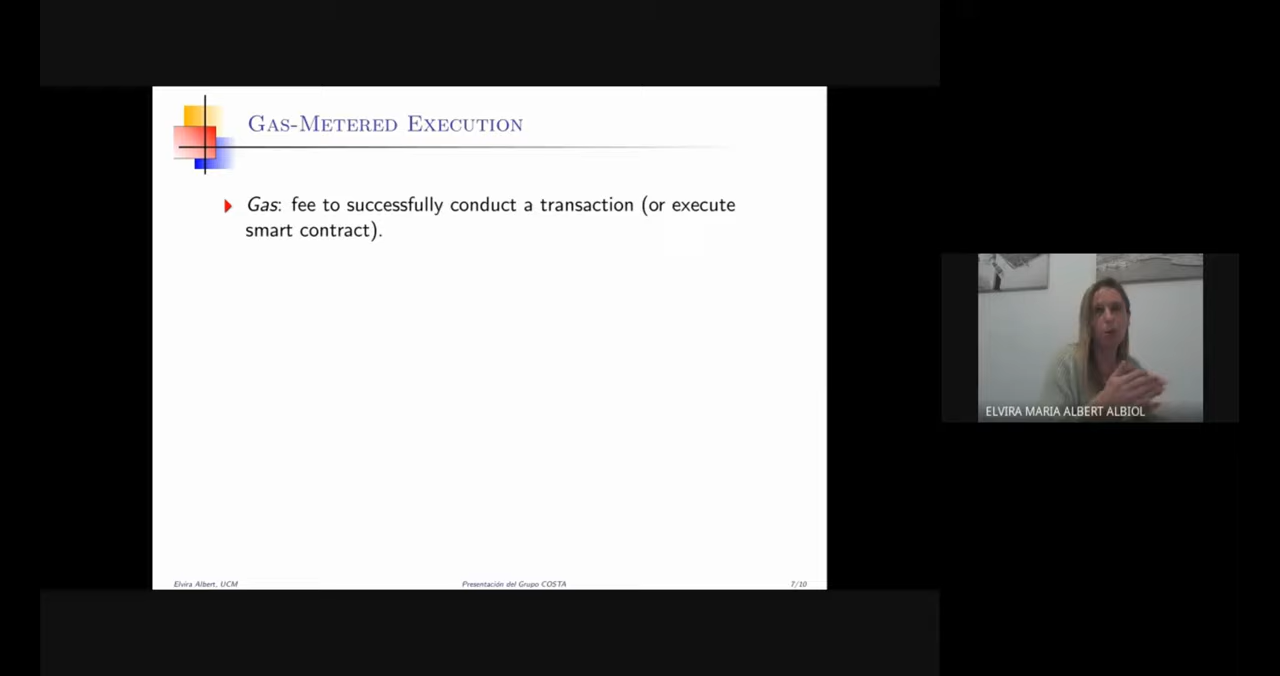 Gas-Metered Execution
Gas: fee to successfully conduct a transaction (or execute
smart contract).
Elvira Albert, UCM
Presentación del Grupo COSTA
7/10
ELVIRA MARIA ALBERT ALBIOL